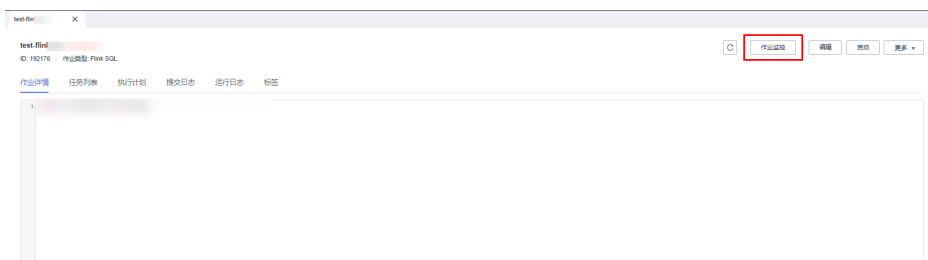 test-flin
test-flinl
ID: 192176 作业类型: Flink SQL
C 作业监控 编辑 启动 更多
作业详情 任务列表 执行计划 提交日志 运行日志 标签
1